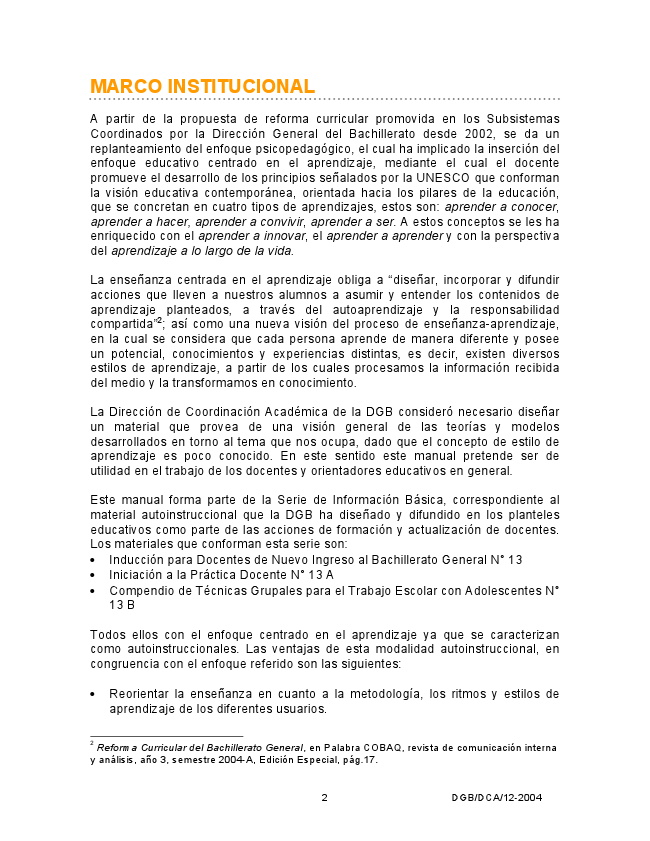 MARCO INSTITUCIONAL
A partir de la propuesta de reforma curricular promovida en los Subsistemas
Coordinados por la Dirección General del Bachillerato desde 2002, se da un
replanteamiento del enfoque psicopedagógico, el cual ha implicado la inserción del
enfoque educativo centrado en el aprendizaje, mediante el cual el docente
promueve el desarrollo de los principios señalados por la UNESCO que conforman
la visión educativa contemporánea, orientada hacia los pilares de la educación,
que se concretan en cuatro tipos de aprendizajes, estos son: aprender a conocer,
aprender a hacer, aprender a convivir, aprender a ser. A estos conceptos se les ha
enriquecido con el aprender a innovar, el aprender a aprender y con la perspectiva
del aprendizaje a lo largo de la vida.
La enseñanza centrada en el aprendizaje obliga a “diseñar, incorporar y difundir
acciones que lleven a nuestros alumnos a asumir y entender los contenidos de
aprendizaje planteados, a través del autoaprendizaje y la responsabilidad
compartida”2; así como una nueva visión del proceso de enseñanza-aprendizaje,
en la cual se considera que cada persona aprende de manera diferente y posee
un potencial, conocimientos y experiencias distintas, es decir, existen diversos
estilos de aprendizaje, a partir de los cuales procesamos la información recibida
del medio y la transformamos en conocimiento.
La Dirección de Coordinación Académica de la DGB consideró necesario diseñar
un material que provea de una visión general de las teorías y modelos
desarrollados en torno al tema que nos ocupa, dado que el concepto de estilo de
aprendizaje es poco conocido. En este sentido este manual pretende ser de
utilidad en el trabajo de los docentes y orientadores educativos en general.
Este manual forma parte de la Serie de Información Básica, correspondiente al
material autoinstruccional que la DGB ha diseñado y difundido en los planteles
educativos como parte de las acciones de formación y actualización de docentes.
Los materiales que conforman esta serie son:
• Inducción para Docentes de Nuevo Ingreso al Bachillerato General N° 13
• Iniciación a la Práctica Docente N° 13 A
• Compendio de Técnicas Grupales para el Trabajo Escolar con Adolescentes N°
13 B
Todos ellos con el enfoque centrado en el aprendizaje ya que se caracterizan
como autoinstruccionales. Las ventajas de esta modalidad autoinstruccional, en
congruencia con el enfoque referido son las siguientes:
• Reorientar la enseñanza en cuanto a la metodología, los ritmos y estilos de
aprendizaje de los diferentes usuarios.
2 Reforma Curricular del Bachillerato General, en Palabra COBAQ, revista de comunicación interna
y análisis, año 3, semestre 2004-A, Edición Especial, pág.17.
2 DGB/DCA/12-2004